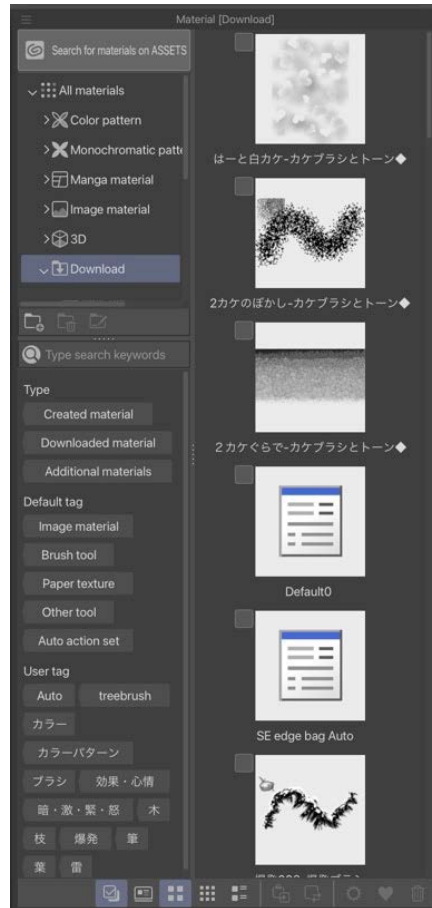 Material [Download]
Search for materials on ASSETS
All materials
Color pattern
Monochromatic patte
Manga material
Image material
3D
Download
Type search keywords
Type
Created material
Downloaded material
Additional materials
Default tag
Image material
Brush tool
Paper texture
Other tool
Auto action set
User tag
Auto treebrush
カラー
カラーパターン
ブラシ 効果・心情
暗・激・緊・怒 木
枝 爆発 筆
葉 雷
はーと白カケ-カケブラシとトーン◆
2カケのぼかし-カケブラシとトーン◆
2カケぐらで-カケブラシとトーン◆
Default0
SE edge bag Auto